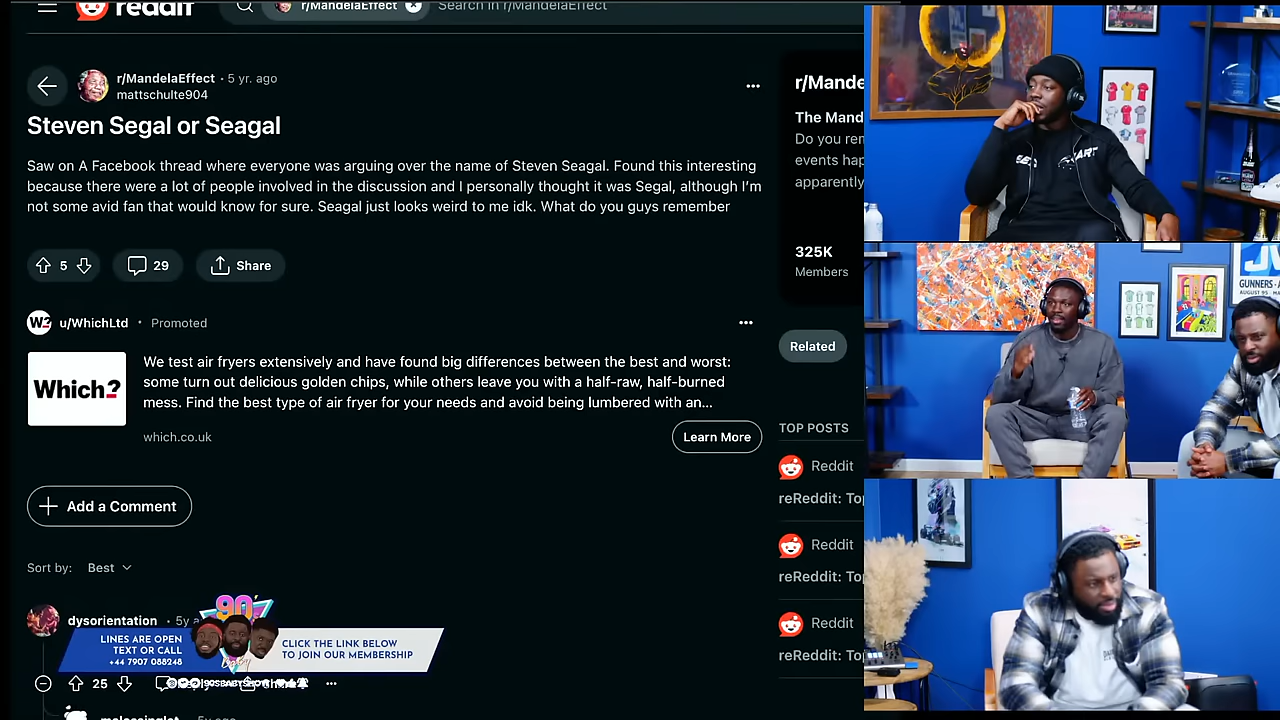 reddit
r/MandelaEffect
Search in r/MandelaEffect
r/MandelaEffect • 5 yr. ago
mattschulte904
Steven Segal or Seagal
Saw on A Facebook thread where everyone was arguing over the name of Steven Seagal. Found this interesting
because there were a lot of people involved in the discussion and I personally thought it was Segal, although I'm
not some avid fan that would know for sure. Seagal just looks weird to me idk. What do you guys remember
5
29
Share
u/WhichLtd • Promoted
Which?
We test air fryers extensively and have found big differences between the best and worst:
some turn out delicious golden chips, while others leave you with a half-raw, half-burned
mess. Find the best type of air fryer for your needs and avoid being lumbered with an...
which.co.uk
Learn More
Add a Comment
Sort by: Best
dysorientation • 5y a
25
r/Mande
The Mand
Do you ren
events hap
apparently
325K
Members
Related
TOP POSTS
Reddit
reReddit: Top
Reddit
reReddit: Top
Reddit
reReddit: Top
90'
LINES ARE OPEN
TEXT OR CALL
+44 7907 088248
CLICK THE LINK BELOW
TO JOIN OUR MEMBERSHIP
GUNNERS